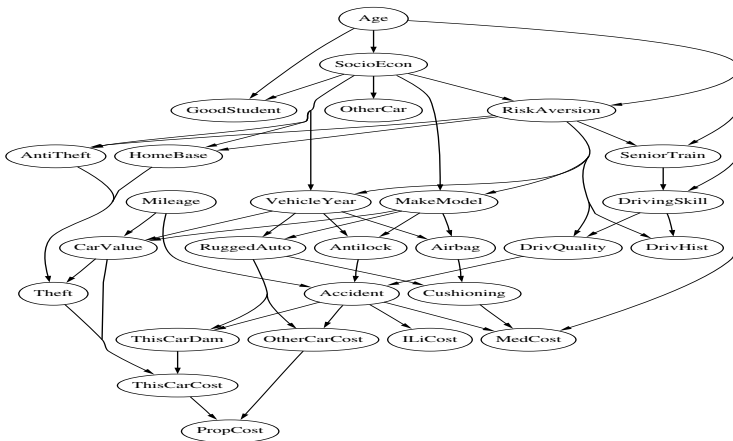 Age
SocioEcon
GoodStudent OtherCar RiskAversion
AntiTheft HomeBase SeniorTrain
Mileage VehicleYear MakeModel DrivingSkill
CarValue RuggedAuto Antilock Airbag DrivQuality DrivHist
Theft Accident Cushioning
ThisCarDam OtherCarCost ILiCost MedCost
ThisCarCost
PropCost